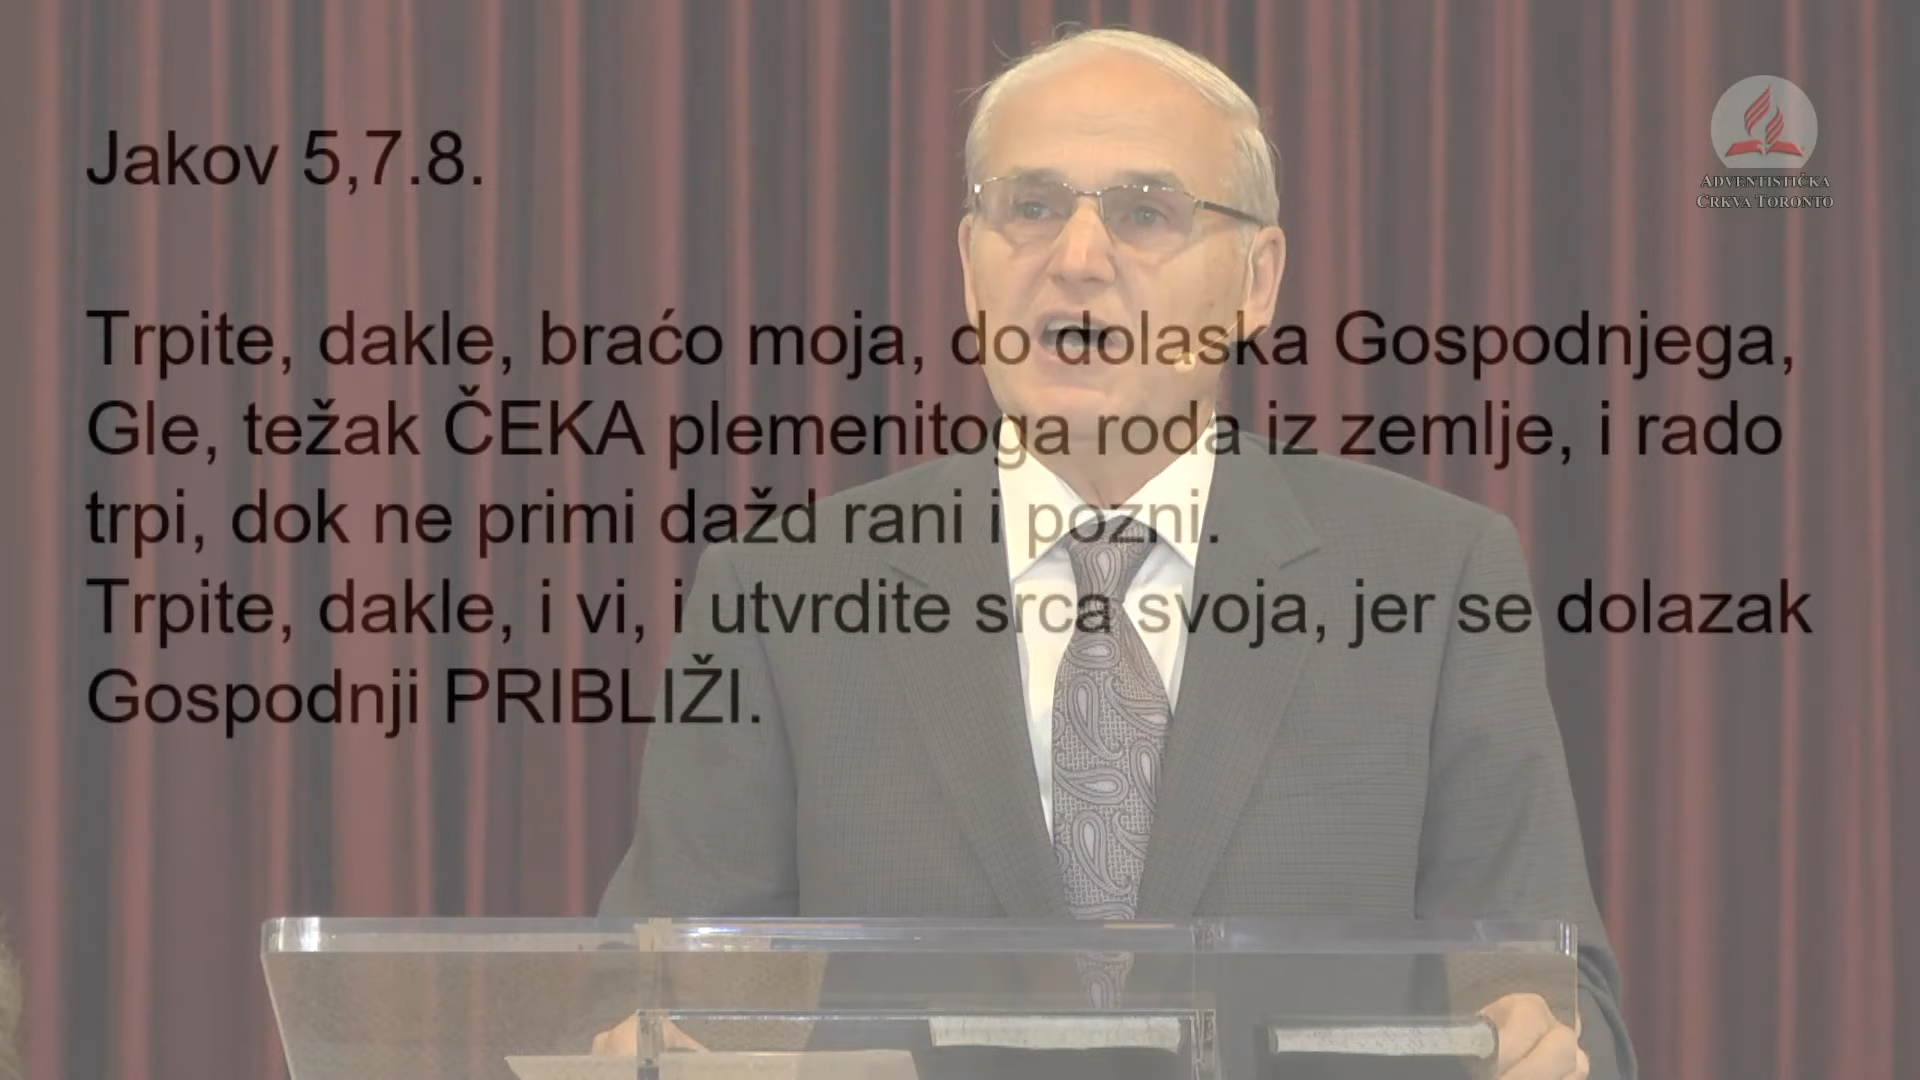 Jakov 5,7.8.
Trpite, dakle, braćo moja, do dolaska Gospodnjega,
Gle, težak ČEKA plemenitoga roda iz zemlje, i rado
trpi, dok ne primi dažd rani i pozni.
Trpite, dakle, i vi, i utvrdite srca svoja, jer se dolazak
Gospodnji PRIBLIŽI.
ADVENTISTIČKA
CRKVA TORONTO